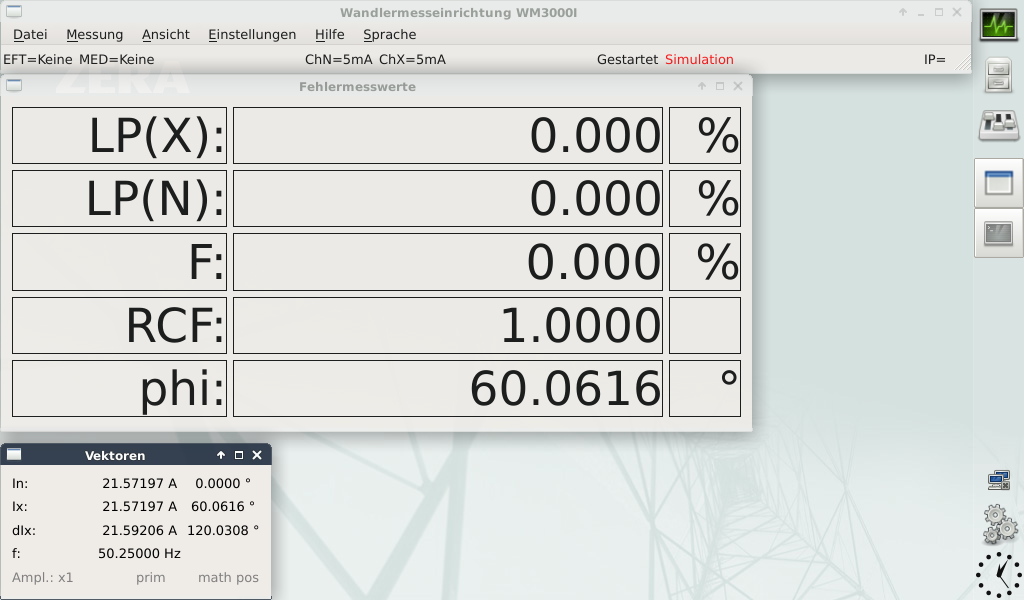 Wandlermesseinrichtung WM3000I
Datei Messung Ansicht Einstellungen Hilfe Sprache
EFT=Keine MED=Keine ChN=5mA ChX=5mA Gestartet Simulation IP=
ZERA
Fehlermesswerte
LP(X): 0.000 %
LP(N): 0.000 %
F: 0.000 %
RCF: 1.0000
phi: 60.0616 °
Vektoren
In: 21.57197 A 0.0000 °
Ix: 21.57197 A 60.0616 °
dIx: 21.59206 A 120.0308 °
f: 50.25000 Hz
Ampl.: x1 prim math pos